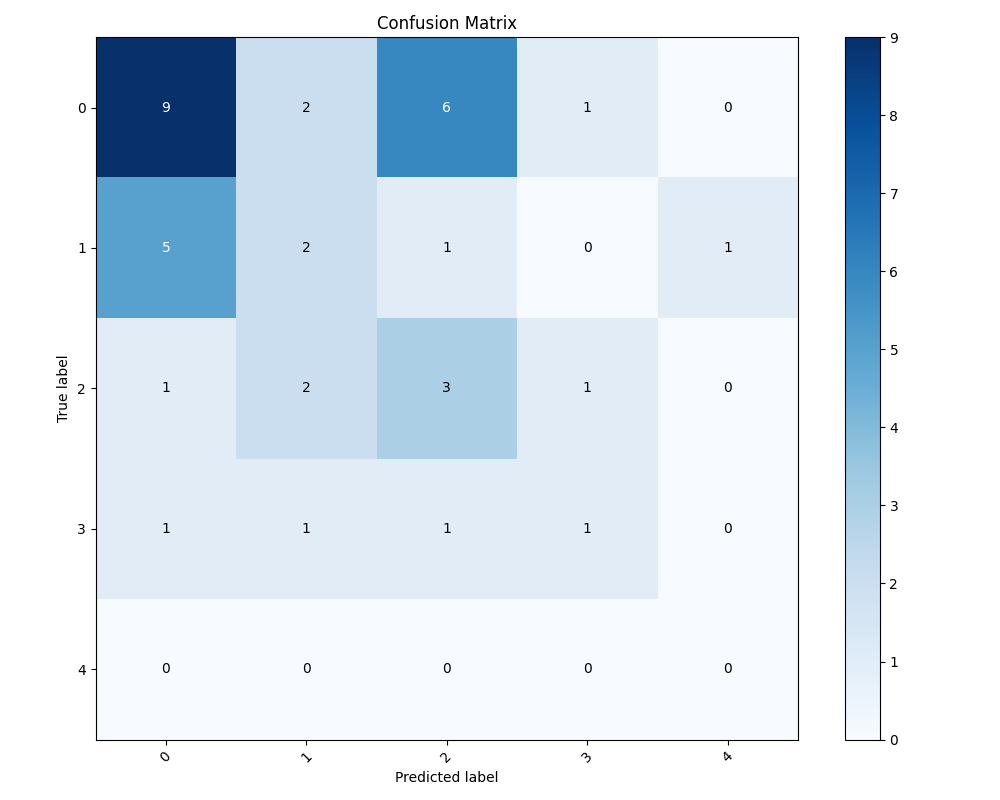 Confusion Matrix
True label
0 9 2 6 1 0
1 5 2 1 0 1
2 1 2 3 1 0
3 1 1 1 1 0
4 0 0 0 0 0
0 1 2 3 4
Predicted label
9
8
7
6
5
4
3
2
1
0